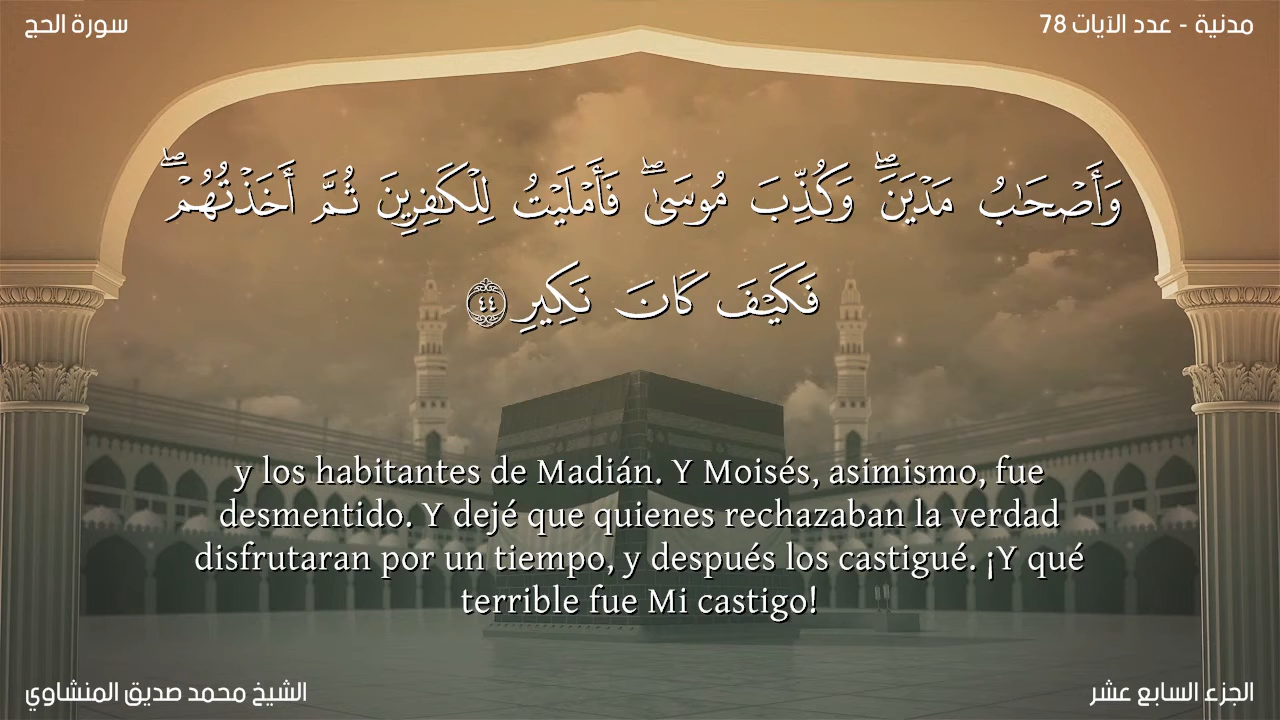 سورة الحج
مدنية - عدد الآيات 78
وَأَصۡحَٰبُ مَدۡيَنَۖ وَكُذِّبَ مُوسَىٰۖ فَأَمۡلَيۡتُ لِلۡكَٰفِرِينَ ثُمَّ أَخَذۡتُهُمۡۖ
فَكَيۡفَ كَانَ نَكِيرِ ٤٤
y los habitantes de Madián. Y Moisés, asimismo, fue
desmentido. Y dejé que quienes rechazaban la verdad
disfrutaran por un tiempo, y después los castigué. ¡Y qué
terrible fue Mi castigo!
الشيخ محمد صديق المنشاوي
الجزء السابع عشر